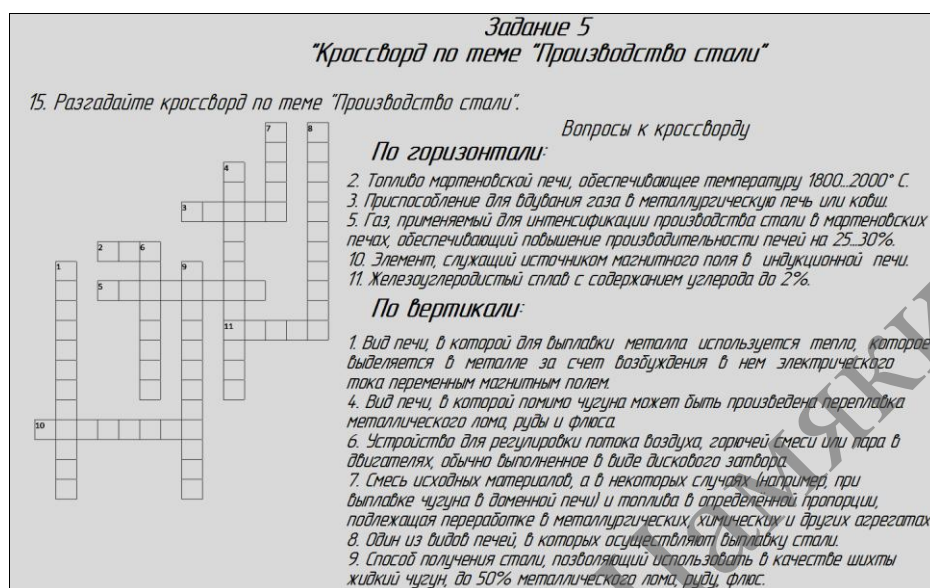 Задание 5
"Кроссворд по теме "Производство стали"
15. Разгадайте кроссворд по теме "Производство стали".
Вопросы к кроссворду
По горизонтали:
2. Топливо мартеновской печи, обеспечивающее температуру 1800...2000° С.
3. Приспособление для вдувания газа в металлургическую печь или ковш.
5. Газ, применяемый для интенсификации производства стали в мартеновских
печах, обеспечивающий повышение производительности печей на 25...30%.
10. Элемент, служащий источником магнитного поля в индукционной печи.
11. Железоуглеродистый сплав с содержанием углерода до 2%.
По вертикали:
1. Вид печи, в которой для выплавки металла используется тепло, которое
выделяется в металле за счет возбуждения в нем электрического
тока переменным магнитным полем.
4. Вид печи, в которой помимо чугуна может быть произведена переплавка
металлического лома, руды и флюса.
6. Устройство для регулировки потока воздуха, горючей смеси или пара в
двигателях, обычно выполненное в виде дискового затвора.
7. Смесь исходных материалов, а в некоторых случаях (например, при
выплавке чугуна в доменной печи) и топлива в определенной пропорции,
подлежащая переработке в металлургических, химических и других агрегатах.
8. Один из видов печей, в которых осуществляют выплавку стали.
9. Способ получения стали, позволяющий использовать в качестве шихты
жидкий чугун, до 50% металлического лома, руду, флюс.
7
8
4
3
2
6
1
9
5
11
10